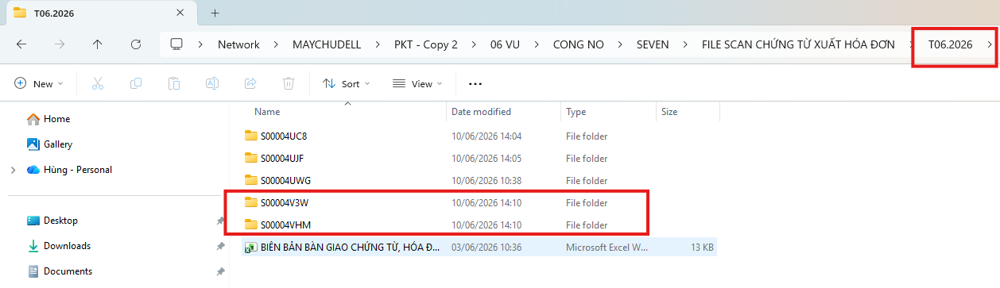 T06.2026
Network > MAYCHUDELL > PKT - Copy 2 > 06 VU > CONG NO > SEVEN > FILE SCAN CHỨNG TỪ XUẤT HÓA ĐƠN > T06.2026 >
New Sort View
Name Date modified Type Size
Home
Gallery
Hùng - Personal
Desktop
Downloads
Documents
S00004UC8 10/06/2026 14:04 File folder
S00004UJF 10/06/2026 14:05 File folder
S00004UWG 10/06/2026 10:38 File folder
S00004V3W 10/06/2026 14:10 File folder
S00004VHM 10/06/2026 14:10 File folder
BIÊN BẢN BÀN GIAO CHỨNG TỪ, HÓA Đ... 03/06/2026 10:36 Microsoft Excel W... 13 KB